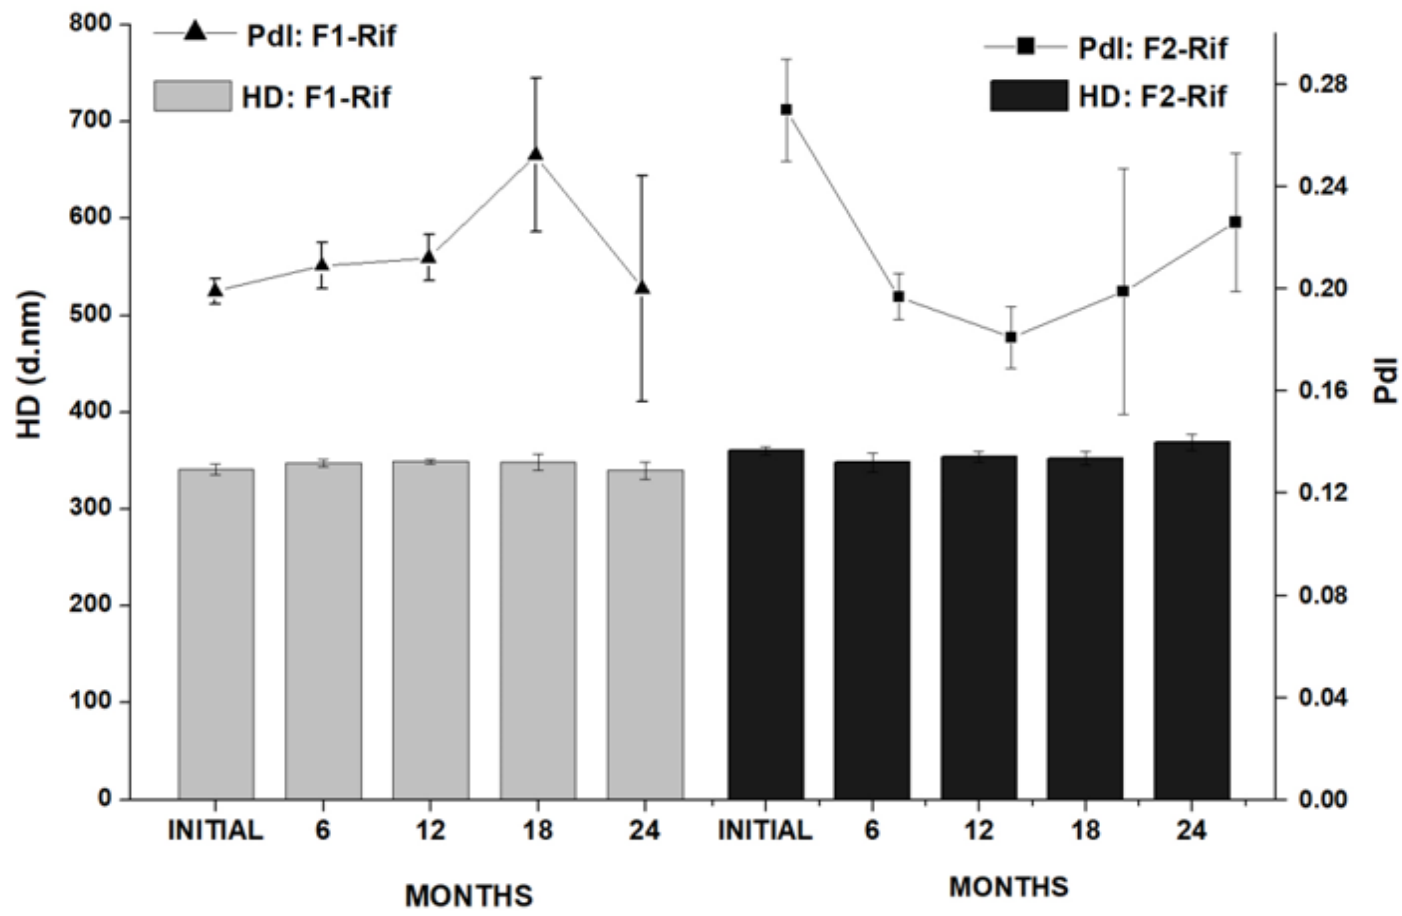 PdI: F1-Rif
HD: F1-Rif
PdI: F2-Rif
HD: F2-Rif
HD (d.nm)
800
700
600
500
400
300
200
100
0
PdI
0.28
0.24
0.20
0.16
0.12
0.08
0.04
0.00
INITIAL 6 12 18 24 INITIAL 6 12 18 24
MONTHS MONTHS